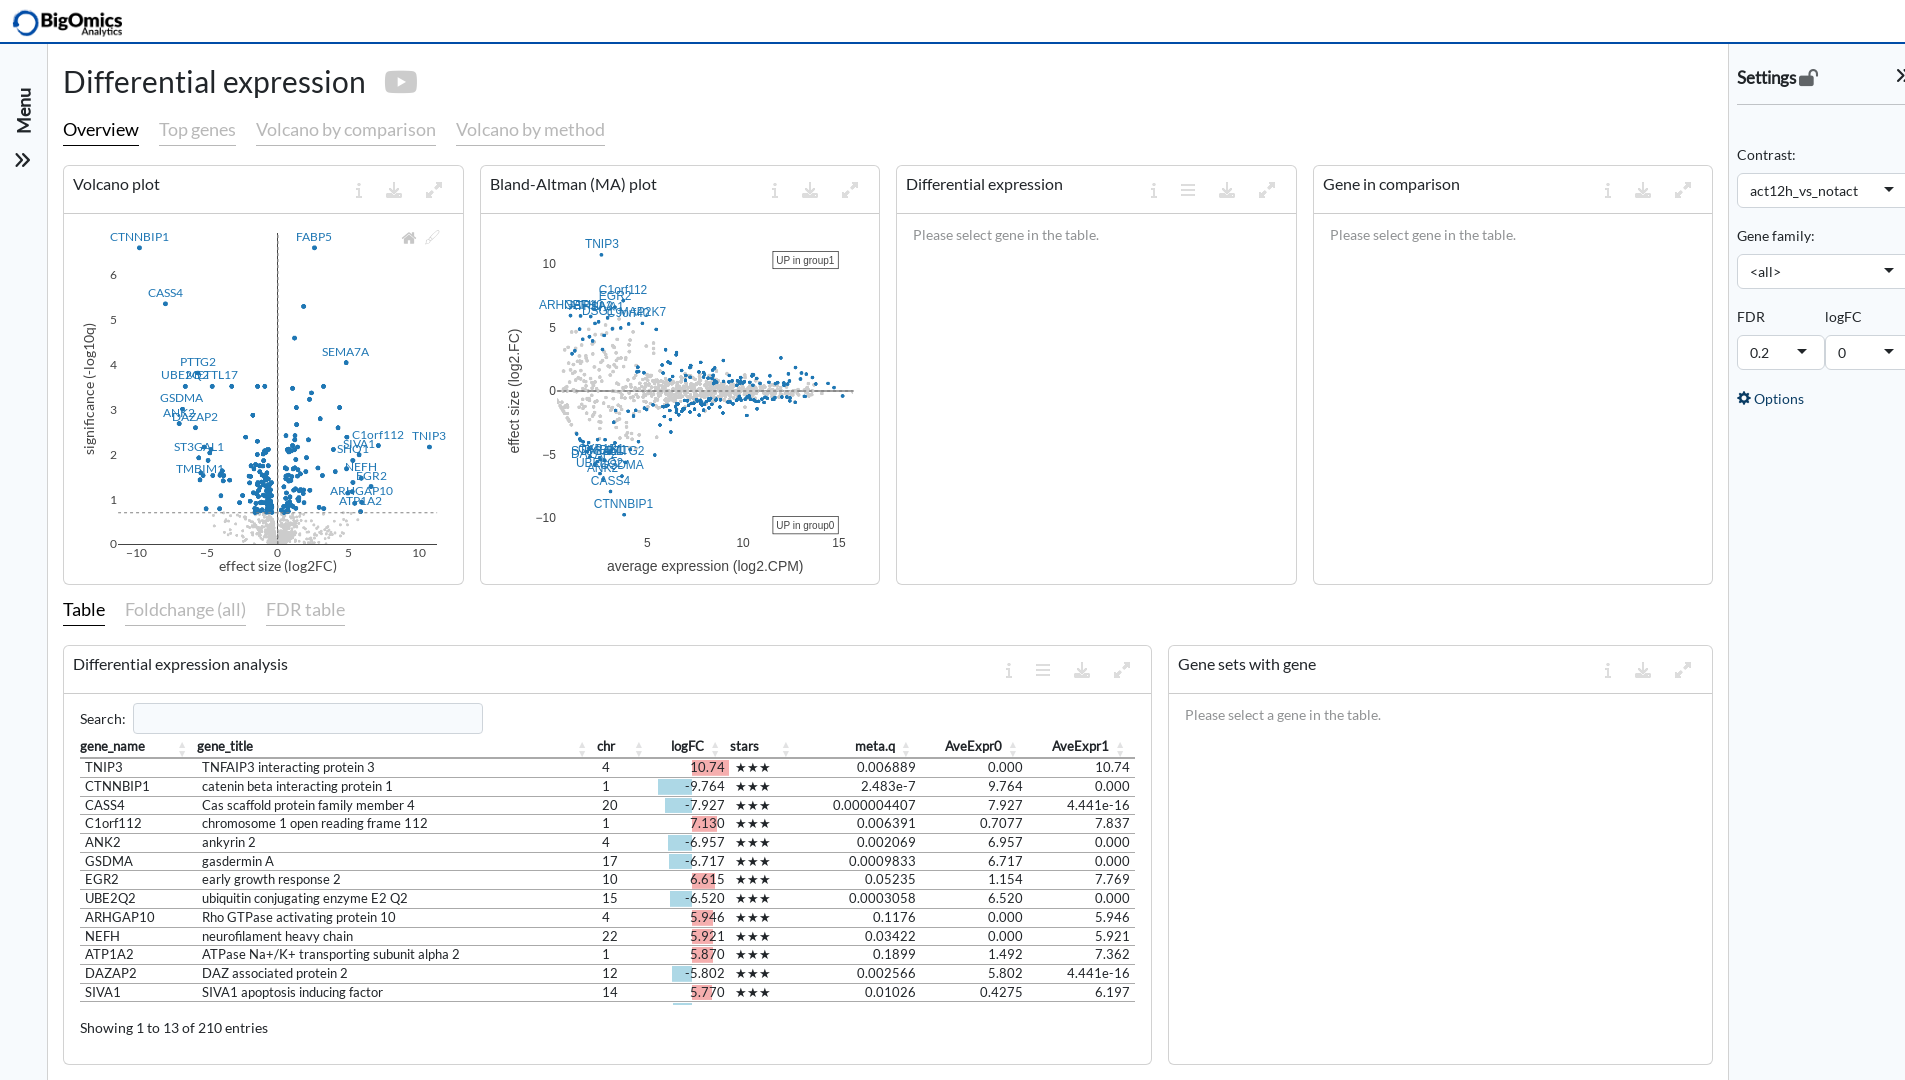 BigOmics
Analytics
Menu
Differential expression
Overview
Top genes
Volcano by comparison
Volcano by method
Volcano plot
CTNNBIP1
FABP5
CASS4
SEMA7A
PTTG2
METTL17
GSDMA
ANK2
DAZAP2
C1orf112
TNIP3
SIVA1
SHQ1
ST3GAL1
NEFH
TMBIM1
EGR2
ARHGAP10
ATP1A2
6
5
4
3
2
1
0
−10
−5
0
5
10
significance (-log10q)
effect size (log2FC)
Bland-Altman (MA) plot
TNIP3
UP in group1
C1orf112
EGR2
MAP2K7
CASS4
CTNNBIP1
UP in group0
10
5
0
−5
−10
5
10
15
effect size (log2.FC)
average expression (log2.CPM)
Differential expression
Please select gene in the table.
Gene in comparison
Please select gene in the table.
Table
Foldchange (all)
FDR table
Differential expression analysis
Search:
gene_name gene_title chr logFC stars meta.q AveExpr0 AveExpr1
TNIP3 TNFAIP3 interacting protein 3 4 10.74 ★★★ 0.006889 0.000 10.74
CTNNBIP1 catenin beta interacting protein 1 1 -9.764 ★★★ 2.483e-7 9.764 0.000
CASS4 Cas scaffold protein family member 4 20 -7.927 ★★★ 0.000004407 7.927 4.441e-16
C1orf112 chromosome 1 open reading frame 112 1 7.130 ★★★ 0.006391 0.7077 7.837
ANK2 ankyrin 2 4 -6.957 ★★★ 0.002069 6.957 0.000
GSDMA gasdermin A 17 -6.717 ★★★ 0.0009833 6.717 0.000
EGR2 early growth response 2 10 6.615 ★★★ 0.05235 1.154 7.769
UBE2Q2 ubiquitin conjugating enzyme E2 Q2 15 -6.520 ★★★ 0.0003058 6.520 0.000
ARHGAP10 Rho GTPase activating protein 10 4 5.946 ★★★ 0.1176 0.000 5.946
NEFH neurofilament heavy chain 22 5.921 ★★★ 0.03422 0.000 5.921
ATP1A2 ATPase Na+/K+ transporting subunit alpha 2 1 5.870 ★★★ 0.1899 1.492 7.362
DAZAP2 DAZ associated protein 2 12 -5.802 ★★★ 0.002566 5.802 4.441e-16
SIVA1 SIVA1 apoptosis inducing factor 14 5.770 ★★★ 0.01026 0.4275 6.197
Showing 1 to 13 of 210 entries
Gene sets with gene
Please select a gene in the table.
Settings
Contrast:
act12h_vs_notact
Gene family:
<all>
FDR
logFC
0.2
0
Options